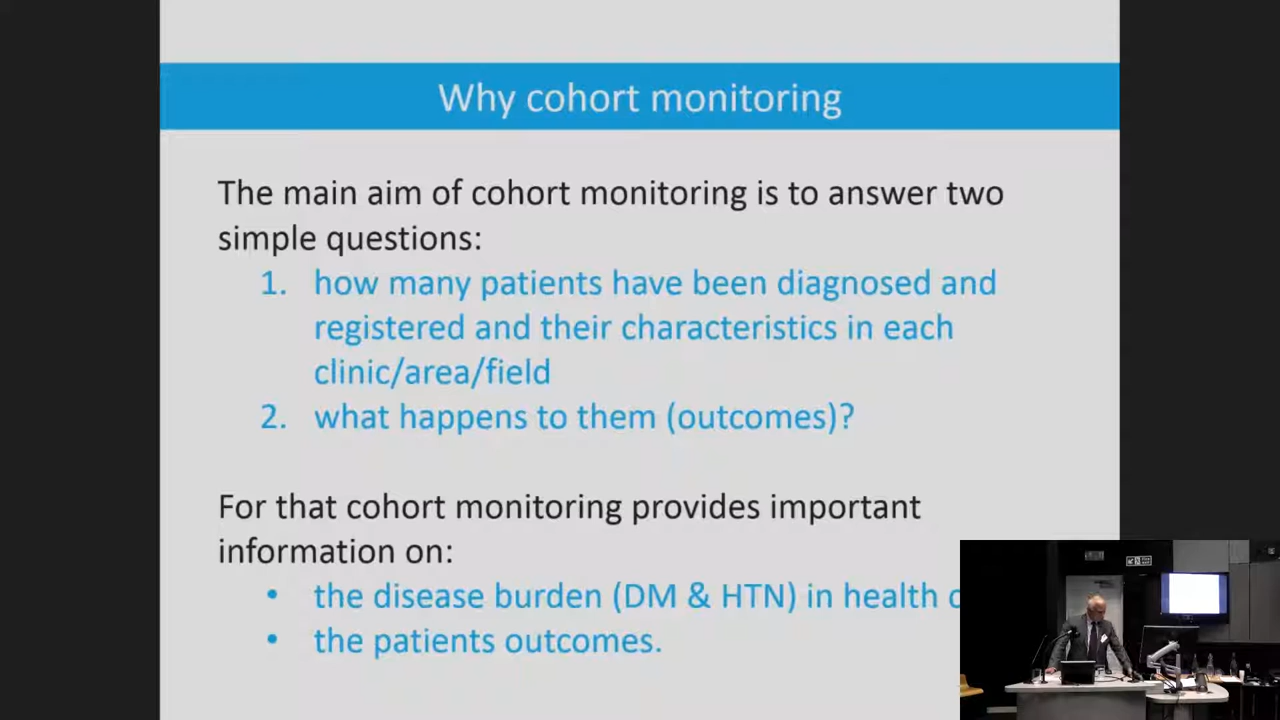 Why cohort monitoring
The main aim of cohort monitoring is to answer two
simple questions:
1. how many patients have been diagnosed and
registered and their characteristics in each
clinic/area/field
2. what happens to them (outcomes)?
For that cohort monitoring provides important
information on:
• the disease burden (DM & HTN) in health
• the patients outcomes.